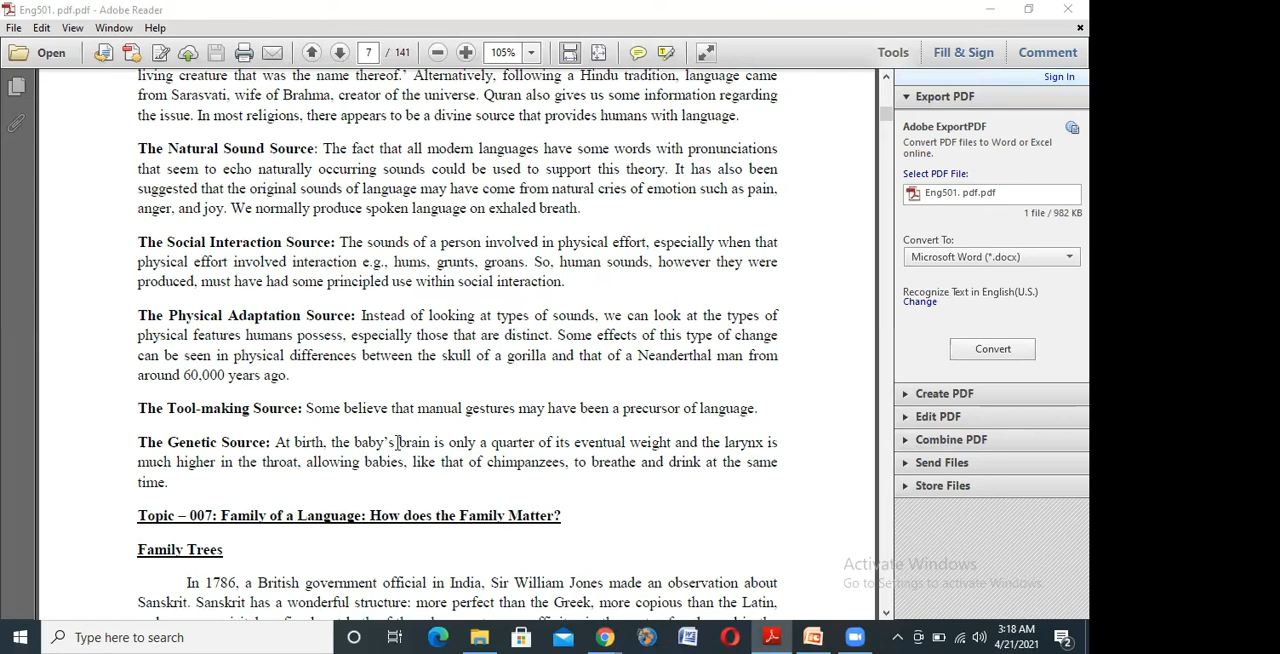 Eng501. pdf.pdf - Adobe Reader
File Edit View Window Help
Open 7 / 141 105% Tools Fill & Sign Comment
Sign In
living creature that was the name thereof.' Alternatively, following a Hindu tradition, language came
from Sarasvati, wife of Brahma, creator of the universe. Quran also gives us some information regarding
the issue. In most religions, there appears to be a divine source that provides humans with language.
The Natural Sound Source: The fact that all modern languages have some words with pronunciations
that seem to echo naturally occurring sounds could be used to support this theory. It has also been
suggested that the original sounds of language may have come from natural cries of emotion such as pain,
anger, and joy. We normally produce spoken language on exhaled breath.
The Social Interaction Source: The sounds of a person involved in physical effort, especially when that
physical effort involved interaction e.g., hums, grunts, groans. So, human sounds, however they were
produced, must have had some principled use within social interaction.
The Physical Adaptation Source: Instead of looking at types of sounds, we can look at the types of
physical features humans possess, especially those that are distinct. Some effects of this type of change
can be seen in physical differences between the skull of a gorilla and that of a Neanderthal man from
around 60,000 years ago.
The Tool-making Source: Some believe that manual gestures may have been a precursor of language.
The Genetic Source: At birth, the baby's brain is only a quarter of its eventual weight and the larynx is
much higher in the throat, allowing babies, like that of chimpanzees, to breathe and drink at the same
time.
Topic – 007: Family of a Language: How does the Family Matter?
Family Trees
In 1786, a British government official in India, Sir William Jones made an observation about
Sanskrit. Sanskrit has a wonderful structure: more perfect than the Greek, more copious than the Latin,
Export PDF
Adobe ExportPDF
Convert PDF files to Word or Excel
online.
Select PDF File:
Eng501. pdf.pdf
1 file / 982 KB
Convert To:
Microsoft Word (*.docx)
Recognize Text in English(U.S.)
Change
Convert
Create PDF
Edit PDF
Combine PDF
Send Files
Store Files
Activate Windows
Go to Settings to activate Windows.
Type here to search
3:18 AM
4/21/2021
2